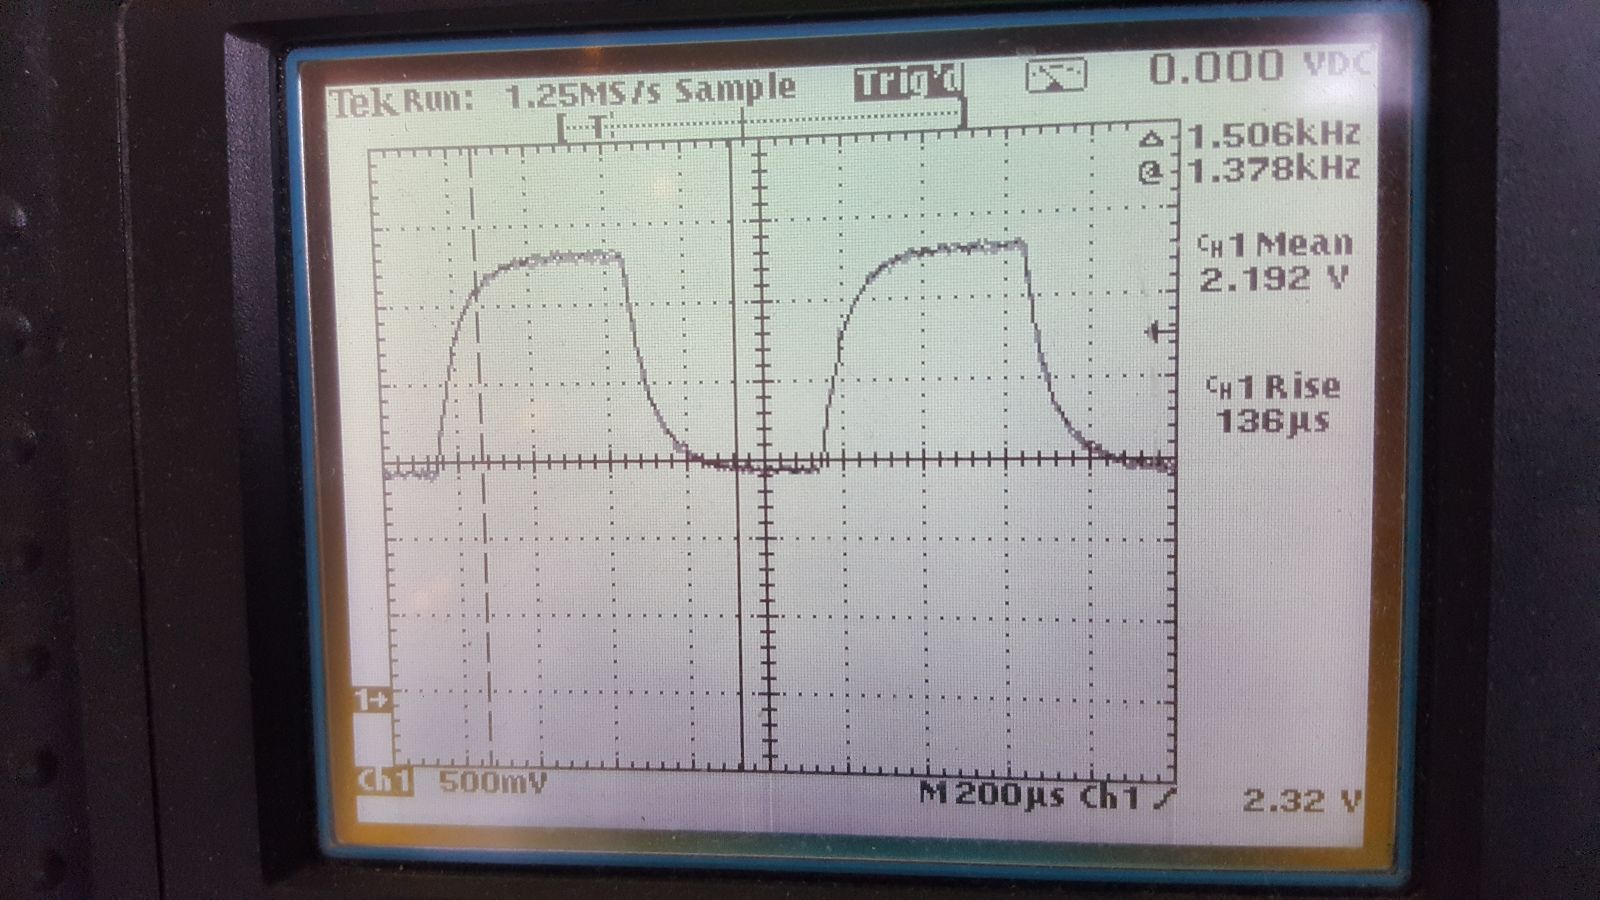 Tek Run: 1.25MS/s Sample Trig'd 0.000 VDC
[ T ]
Δ 1.506kHz
@ 1.378kHz
CH1 Mean
2.192 V
CH1 Rise
136µs
1→
Ch1 500mV M 200µs Ch1 2.32 V